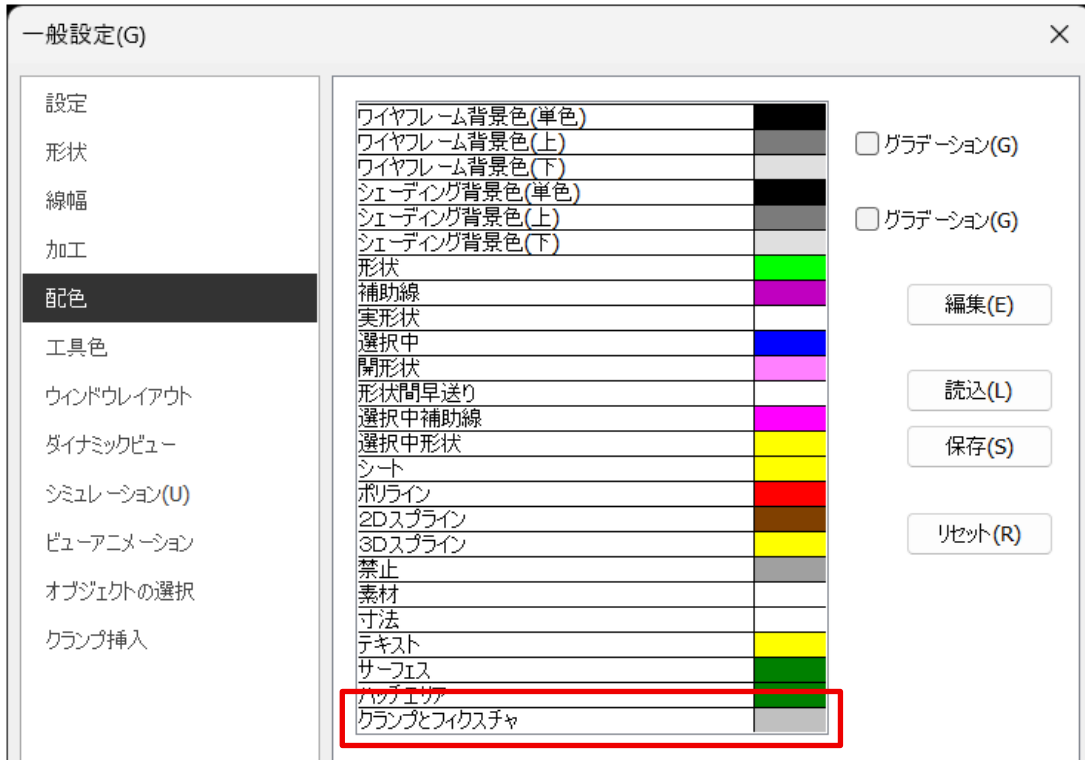 一般設定(G)
設定
形状
線幅
加工
配色
工具色
ウィンドウレイアウト
ダイナミックビュー
シミュレーション(U)
ビューアニメーション
オブジェクトの選択
クランプ挿入
ワイヤフレーム背景色(単色)
ワイヤフレーム背景色(上)
ワイヤフレーム背景色(下)
シェーディング背景色(単色)
シェーディング背景色(上)
シェーディング背景色(下)
形状
補助線
実形状
選択中
開形状
形状間早送り
選択中補助線
選択中形状
シート
ポリライン
2Dスプライン
3Dスプライン
禁止
素材
寸法
テキスト
サーフェス
ハッチエリア
クランプとフィクスチャ
グラデーション(G)
グラデーション(G)
編集(E)
読込(L)
保存(S)
リセット(R)